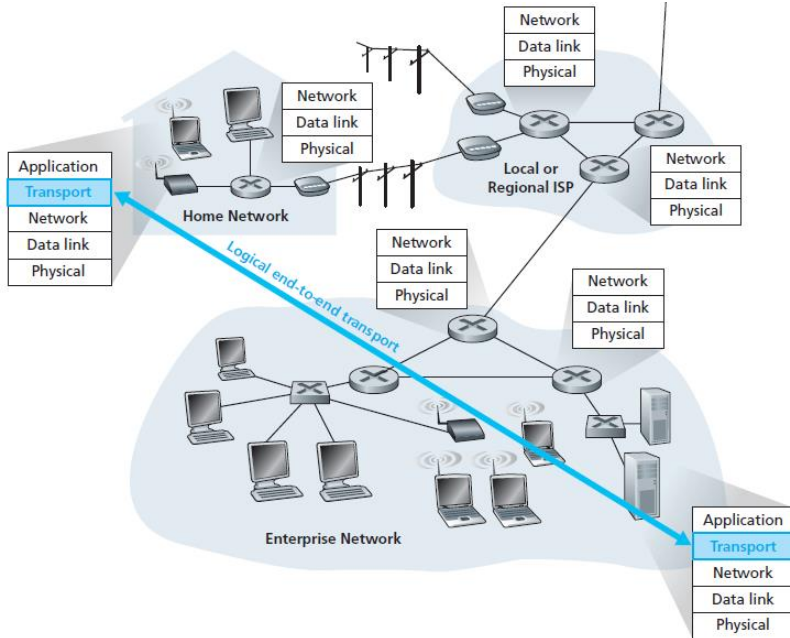 Network
Data link
Physical
Network
Data link
Physical
Application
Transport
Network
Data link
Physical
Home Network
Local or
Regional ISP
Network
Data link
Physical
Logical end-to-end transport
Network
Data link
Physical
Network
Data link
Physical
Enterprise Network
Application
Transport
Network
Data link
Physical